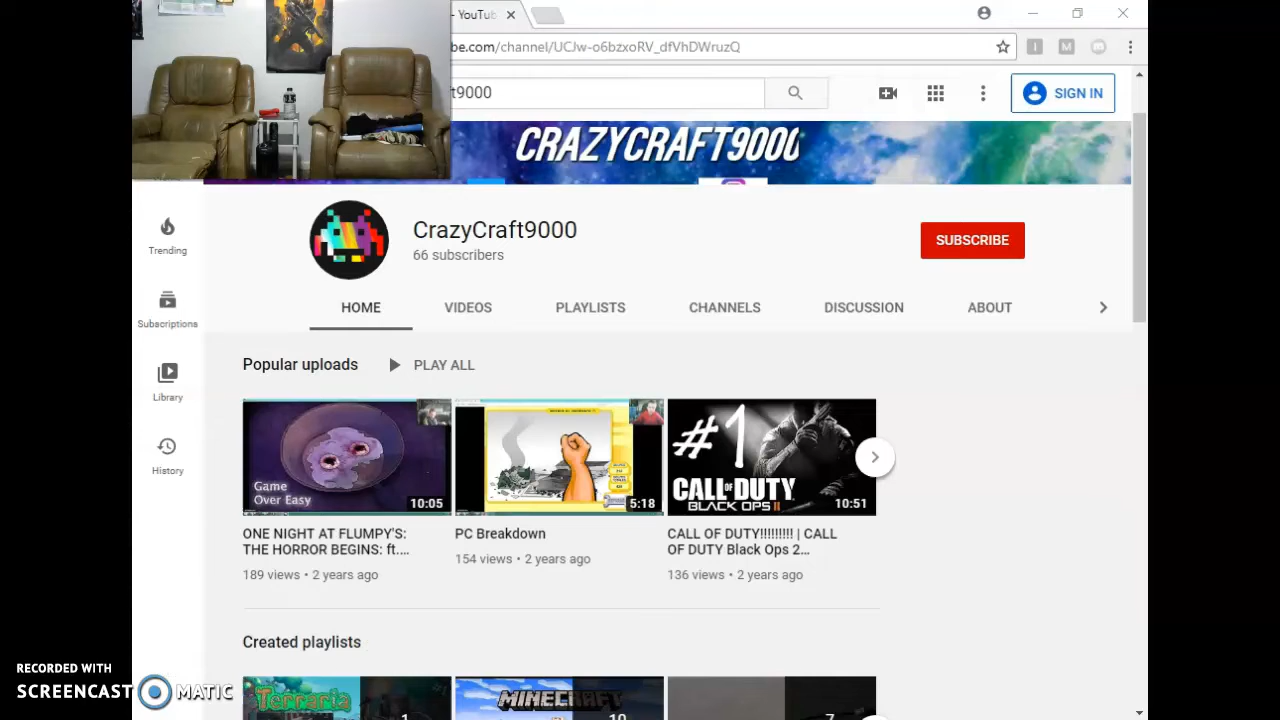 - YouTub
be.com/channel/UCJw-o6bzxoRV_dfVhDWruzQ
ft9000
SIGN IN
CRAZYCRAFT9000
CrazyCraft9000
66 subscribers
SUBSCRIBE
Trending
Subscriptions
Library
History
HOME VIDEOS PLAYLISTS CHANNELS DISCUSSION ABOUT
Popular uploads PLAY ALL
Game
Over Easy
10:05
5:18
#1
CALL OF DUTY
BLACK OPS II
10:51
ONE NIGHT AT FLUMPY'S:
THE HORROR BEGINS: ft....
189 views • 2 years ago
PC Breakdown
154 views • 2 years ago
CALL OF DUTY!!!!!!!!! | CALL
OF DUTY Black Ops 2...
136 views • 2 years ago
Created playlists
Terraria
1
MINECRAFT
10
7
RECORDED WITH
SCREENCAST MATIC